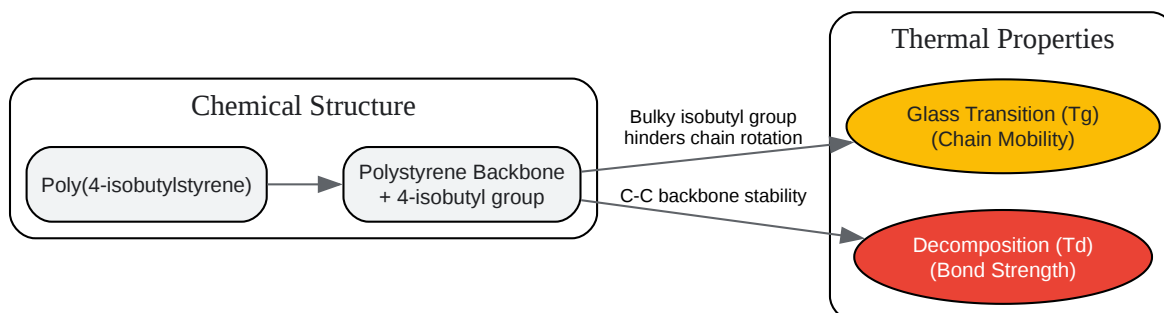 Chemical Structure
Poly(4-isobutylstyrene)
Polystyrene Backbone
+ 4-isobutyl group
Bulky isobutyl group
hinders chain rotation
C-C backbone stability
Thermal Properties
Glass Transition (Tg)
(Chain Mobility)
Decomposition (Td)
(Bond Strength)